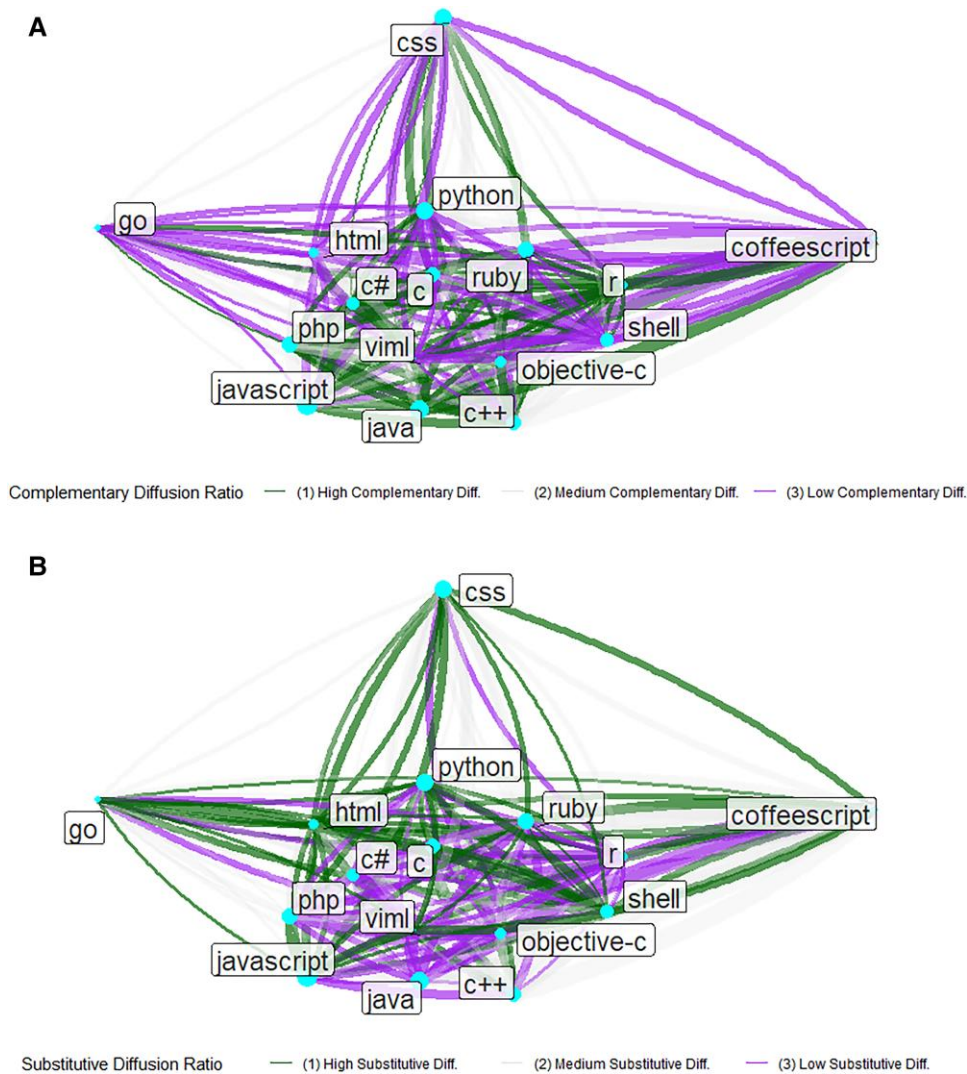 A
css
python
go
html
coffeescript
c#
c
ruby
r
php
viml
shell
objective-c
javascript
java
c++
Complementary Diffusion Ratio (1) High Complementary Diff. (2) Medium Complementary Diff. (3) Low Complementary Diff.
B
css
python
ruby
html
coffeescript
go
c#
c
r
php
viml
shell
objective-c
javascript
java
c++
Substitutive Diffusion Ratio (1) High Substitutive Diff. (2) Medium Substitutive Diff. (3) Low Substitutive Diff.